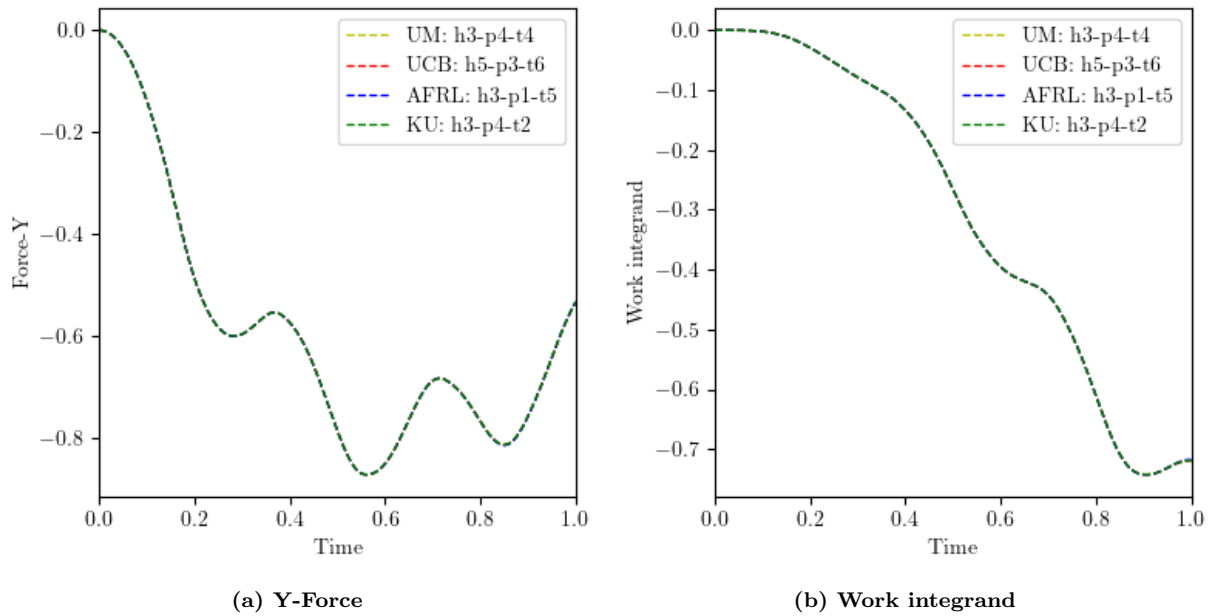 0.0
−0.2
−0.4
−0.6
−0.8
Force-Y
0.0
0.2
0.4
0.6
0.8
1.0
Time
UM: h3-p4-t4
UCB: h5-p3-t6
AFRL: h3-p1-t5
KU: h3-p4-t2
(a) Y-Force
0.0
−0.1
−0.2
−0.3
−0.4
−0.5
−0.6
−0.7
Work integrand
0.0
0.2
0.4
0.6
0.8
1.0
Time
UM: h3-p4-t4
UCB: h5-p3-t6
AFRL: h3-p1-t5
KU: h3-p4-t2
(b) Work integrand